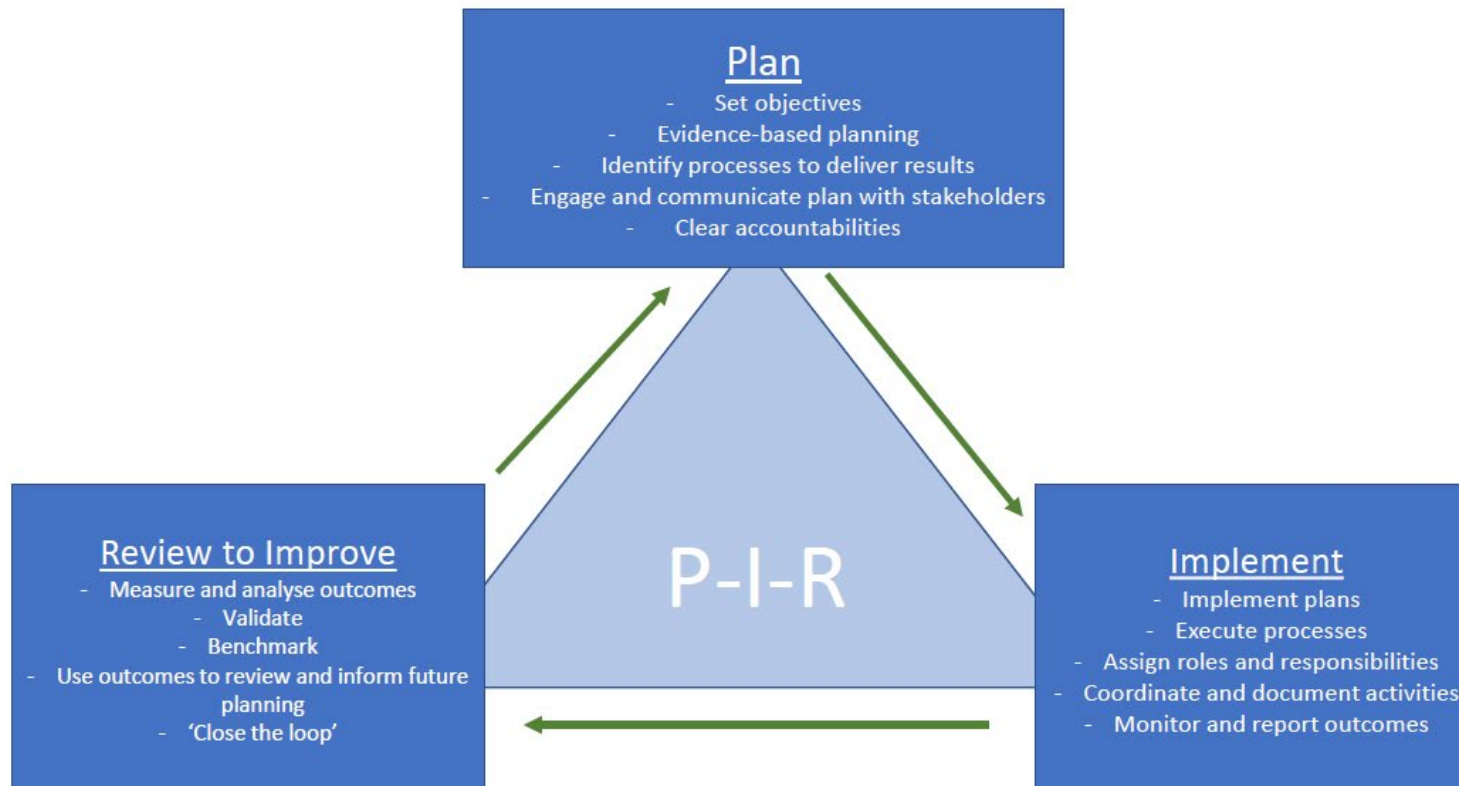 Plan
- Set objectives
- Evidence-based planning
- Identify processes to deliver results
- Engage and communicate plan with stakeholders
- Clear accountabilities
Review to Improve
- Measure and analyse outcomes
- Validate
- Benchmark
- Use outcomes to review and inform future
planning
- ‘Close the loop’
P-I-R
Implement
- Implement plans
- Execute processes
- Assign roles and responsibilities
- Coordinate and document activities
- Monitor and report outcomes